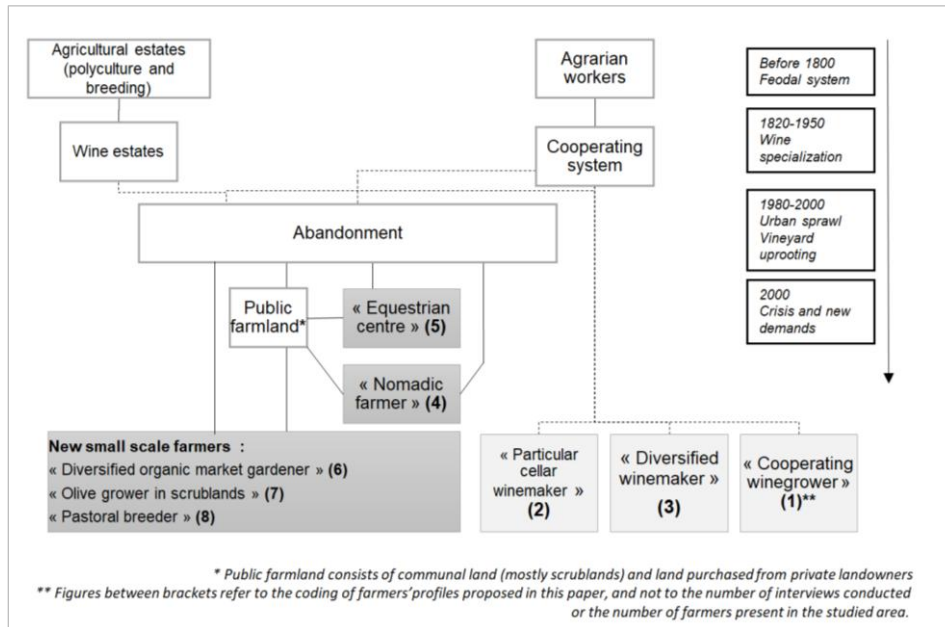 Agricultural estates
(polyculture and
breeding)
Agrarian
workers
Before 1800
Feodal system
Wine estates
Cooperating
system
1820-1950
Wine
specialization
Abandonment
1980-2000
Urban sprawl
Vineyard
uprooting
Public
farmland*
« Equestrian
centre » (5)
2000
Crisis and new
demands
« Nomadic
farmer » (4)
New small scale farmers :
« Diversified organic market gardener » (6)
« Olive grower in scrublands » (7)
« Pastoral breeder » (8)
« Particular
cellar
winemaker »
(2)
« Diversified
winemaker »
(3)
« Cooperating
winegrower »
(1)**
* Public farmland consists of communal land (mostly scrublands) and land purchased from private landowners
** Figures between brackets refer to the coding of farmers'profiles proposed in this paper, and not to the number of interviews conducted
or the number of farmers present in the studied area.